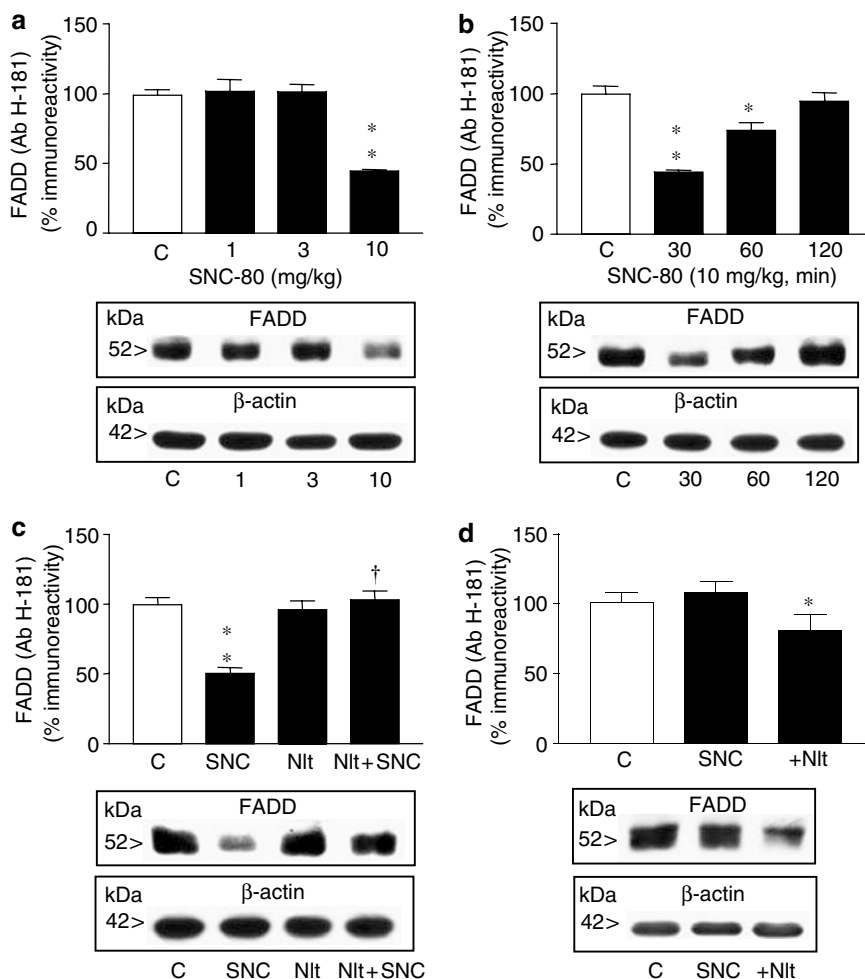 a
FADD (Ab H-181)
(% immunoreactivity)
150
100
50
0
* *
C 1 3 10
SNC-80 (mg/kg)
kDa FADD
52>
kDa β-actin
42>
C 1 3 10
b
FADD (Ab H-181)
(% immunoreactivity)
150
100
50
0
* *
*
C 30 60 120
SNC-80 (10 mg/kg, min)
kDa FADD
52>
kDa β-actin
42>
C 30 60 120
c
FADD (Ab H-181)
(% immunoreactivity)
150
100
50
0
* *
†
C SNC Nlt Nlt+SNC
kDa FADD
52>
kDa β-actin
42>
C SNC Nlt Nlt+SNC
d
FADD (Ab H-181)
(% immunoreactivity)
150
100
50
0
*
C SNC +Nlt
kDa FADD
52>
kDa β-actin
42>
C SNC +Nlt